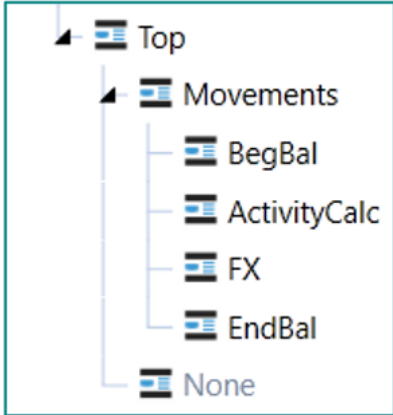 Top
Movements
BegBal
ActivityCalc
FX
EndBal
None